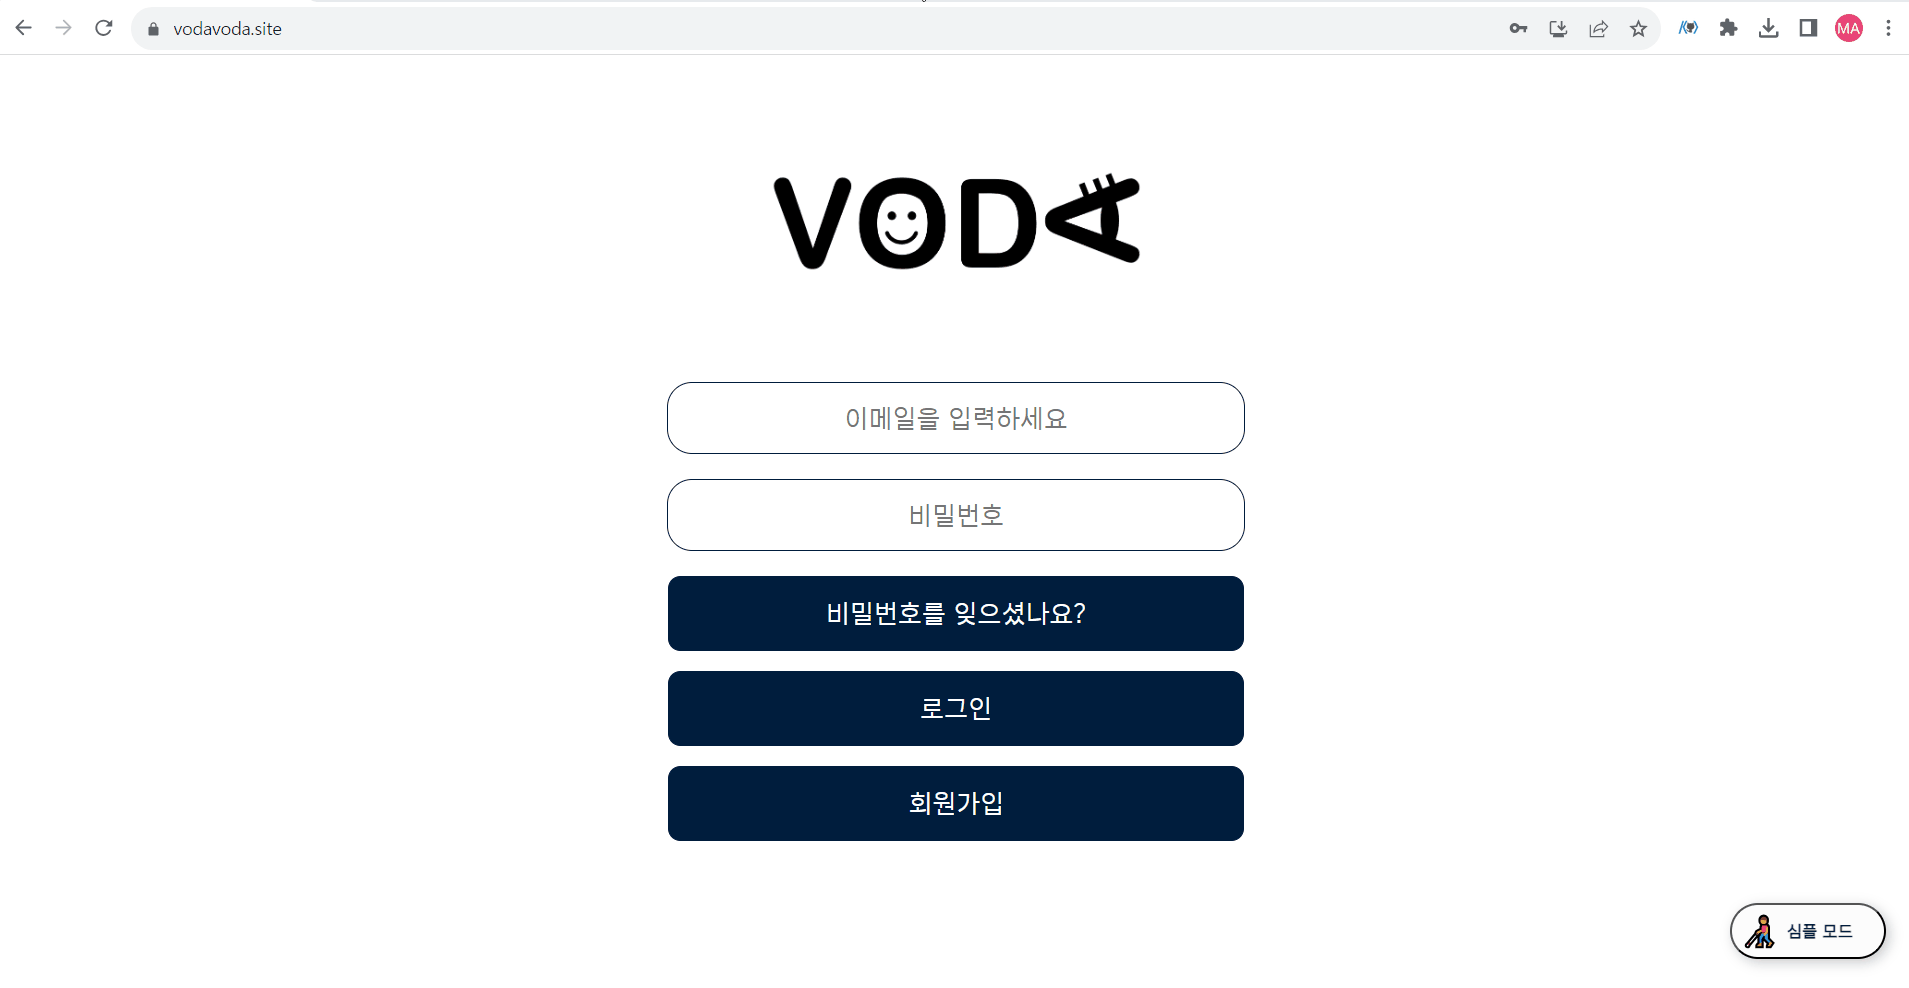 vodavoda.site
MA
VODA
이메일을 입력하세요
비밀번호
비밀번호를 잊으셨나요?
로그인
회원가입
심플 모드